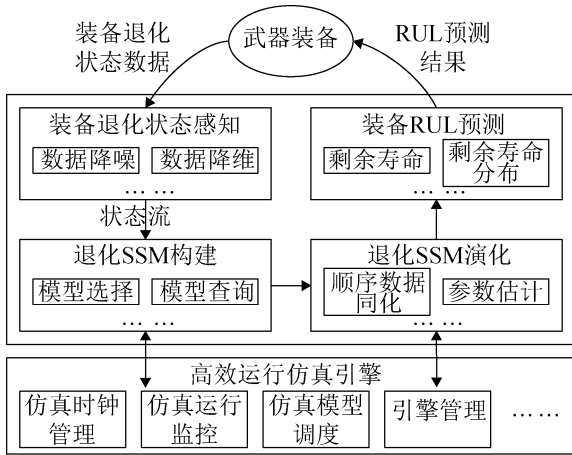 装备退化
状态数据
武器装备
RUL预测
结果
装备退化状态感知
数据降噪
数据降维
… …
装备RUL预测
剩余寿命
剩余寿命
分布
… …
状态流
退化SSM构建
模型选择
模型查询
… …
退化SSM演化
顺序数据
同化
参数估计
… …
高效运行仿真引擎
仿真时钟
管理
仿真运行
监控
仿真模型
调度
引擎管理
… …